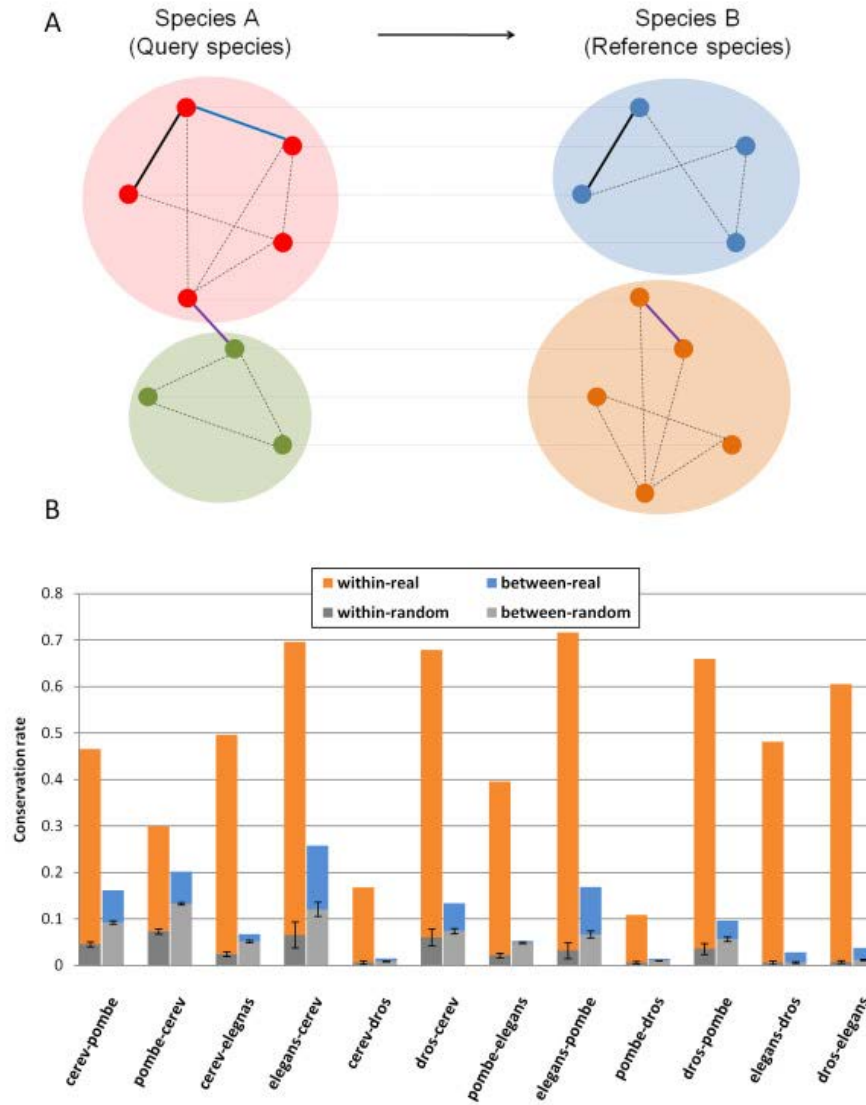 A
Species A
(Query species)
Species B
(Reference species)
B
within-real
between-real
within-random
between-random
Conservation rate
0.8
0.7
0.6
0.5
0.4
0.3
0.2
0.1
0
cerev-pombe
pombe-cerev
cerev-elegnas
elegans-cerev
cerev-dros
dros-cerev
pombe-elegans
elegans-pombe
pombe-dros
dros-pombe
elegans-dros
dros-elegans